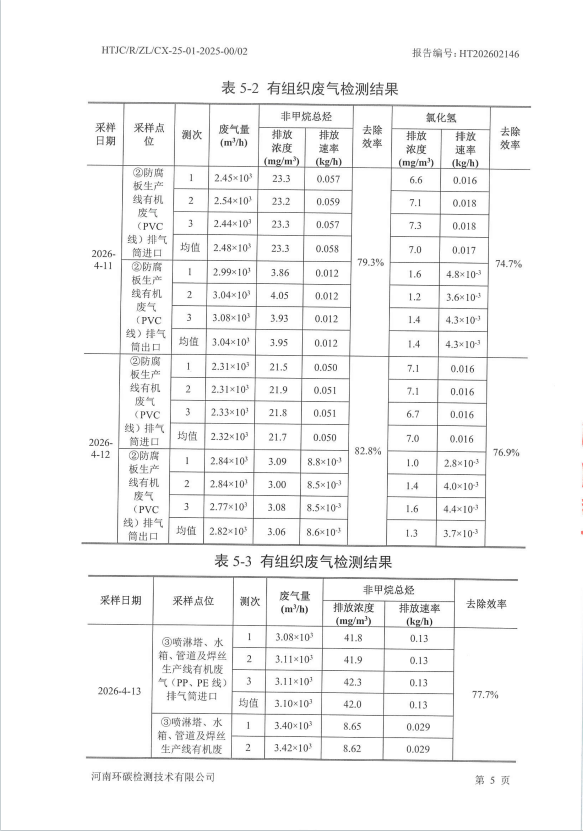 HTJC/R/ZL/CX-25-01-2025-00/02 报告编号: HT202602146
表 5-2 有组织废气检测结果
采样日期 采样点位 测次 废气量(m³/h) 非甲烷总烃 去除效率 氯化氢 去除效率
排放浓度(mg/m³) 排放速率(kg/h) 排放浓度(mg/m³) 排放速率(kg/h)
2026-4-11 ②防腐板生产线有机废气(PVC线)排气筒进口 1 2.45×10³ 23.3 0.057 79.3% 6.6 0.016 74.7%
2 2.54×10³ 23.2 0.059 7.1 0.018
3 2.44×10³ 23.3 0.057 7.3 0.018
均值 2.48×10³ 23.3 0.058 7.0 0.017
②防腐板生产线有机废气(PVC线)排气筒出口 1 2.99×10³ 3.86 0.012 1.6 4.8×10⁻³
2 3.04×10³ 4.05 0.012 1.2 3.6×10⁻³
3 3.08×10³ 3.93 0.012 1.4 4.3×10⁻³
均值 3.04×10³ 3.95 0.012 1.4 4.3×10⁻³
2026-4-12 ②防腐板生产线有机废气(PVC线)排气筒进口 1 2.31×10³ 21.5 0.050 82.8% 7.1 0.016 76.9%
2 2.31×10³ 21.9 0.051 7.1 0.016
3 2.33×10³ 21.8 0.051 6.7 0.016
均值 2.32×10³ 21.7 0.050 7.0 0.016
②防腐板生产线有机废气(PVC线)排气筒出口 1 2.84×10³ 3.09 8.8×10⁻³ 1.0 2.8×10⁻³
2 2.84×10³ 3.00 8.5×10⁻³ 1.4 4.0×10⁻³
3 2.77×10³ 3.08 8.5×10⁻³ 1.6 4.4×10⁻³
均值 2.82×10³ 3.06 8.6×10⁻³ 1.3 3.7×10⁻³
表 5-3 有组织废气检测结果
采样日期 采样点位 测次 废气量(m³/h) 非甲烷总烃 去除效率
排放浓度(mg/m³) 排放速率(kg/h)
2026-4-13 ③喷淋塔、水箱、管道及焊丝生产线有机废气(PP、PE线)排气筒进口 1 3.08×10³ 41.8 0.13 77.7%
2 3.11×10³ 41.9 0.13
3 3.11×10³ 42.3 0.13
均值 3.10×10³ 42.0 0.13
③喷淋塔、水箱、管道及焊丝生产线有机废 1 3.40×10³ 8.65 0.029
2 3.42×10³ 8.62 0.029
河南环碳检测技术有限公司 第 5 页